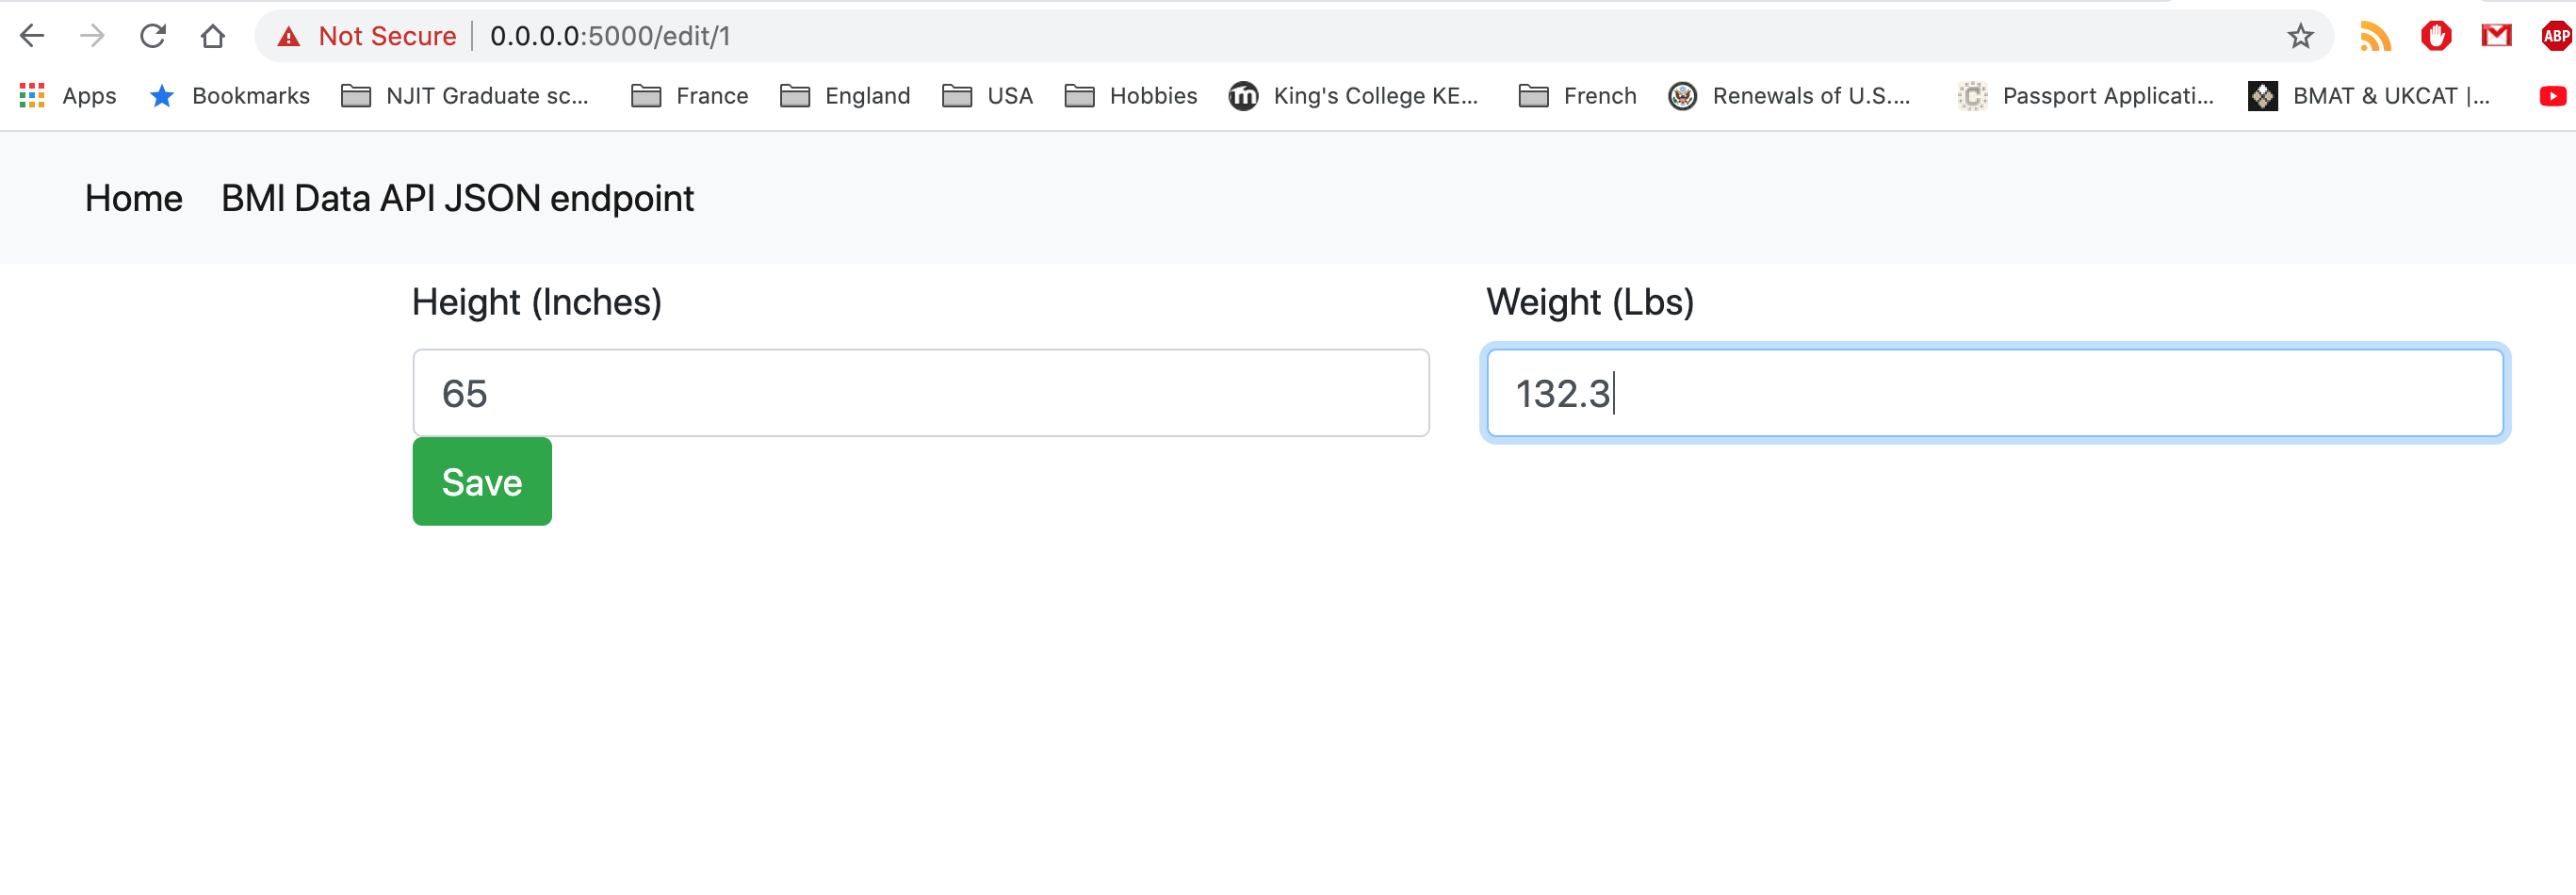 Not Secure 0.0.0.0:5000/edit/1 ABP
Apps Bookmarks NJIT Graduate sc... France England USA Hobbies m King's College KE... French Renewals of U.S.... C Passport Applicati... BMAT & UKCAT |...
Home BMI Data API JSON endpoint
Height (Inches) Weight (Lbs)
65 132.3
Save